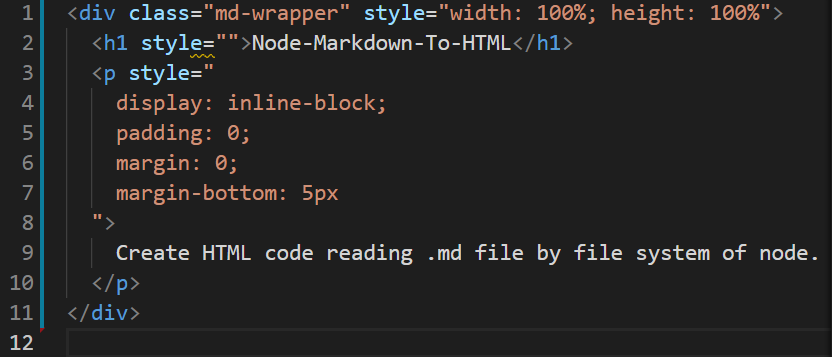 1 <div class="md-wrapper" style="width: 100%; height: 100%">
2 <h1 style="">Node-Markdown-To-HTML</h1>
3 <p style="
4 display: inline-block;
5 padding: 0;
6 margin: 0;
7 margin-bottom: 5px
8 ">
9 Create HTML code reading .md file by file system of node.
10 </p>
11 </div>
12